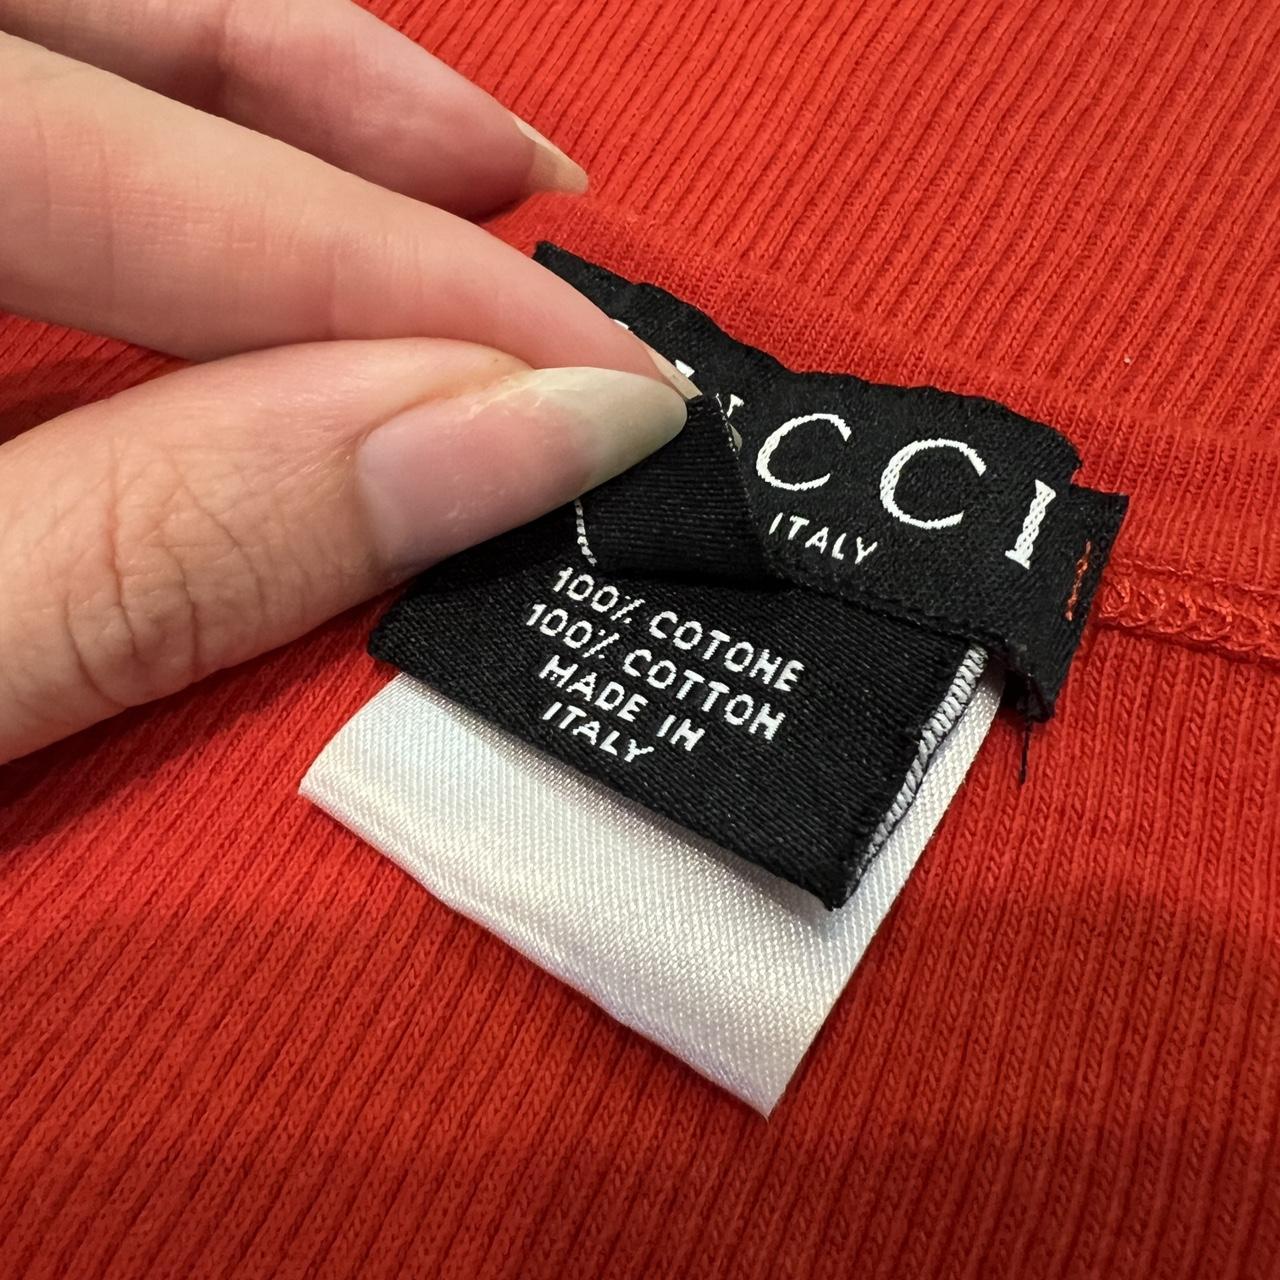 CCI
ITALY
100% COTONE
100% COTTON
MADE IN
ITALY